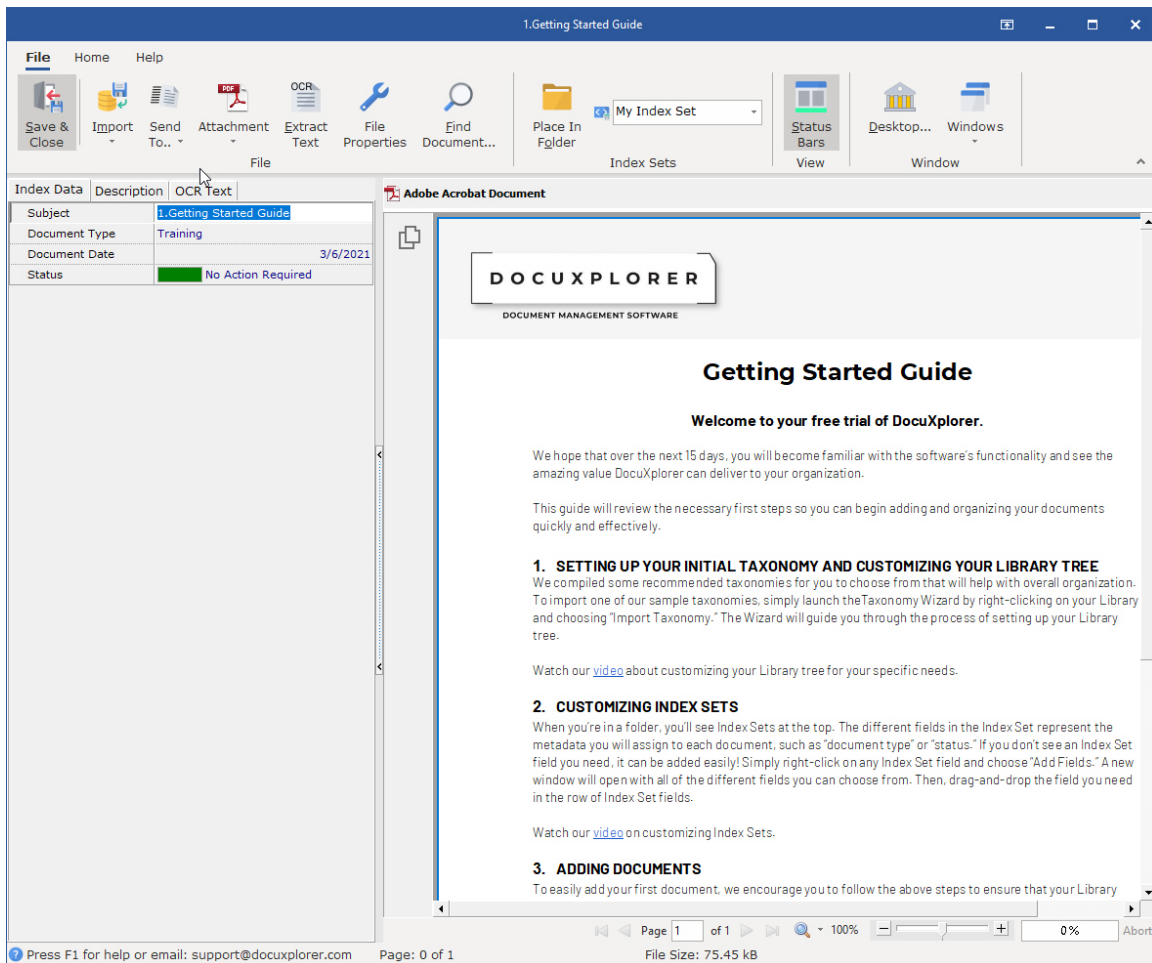 1.Getting Started Guide
File Home Help
Save & Close
Import
Send To..
Attachment
Extract Text
File Properties
Find Document...
File
Place In Folder
My Index Set
Index Sets
Status Bars
View
Desktop...
Windows
Window
Index Data Description OCR Text
Subject 1.Getting Started Guide
Document Type Training
Document Date 3/6/2021
Status No Action Required
Adobe Acrobat Document
DOCUXPLORER
DOCUMENT MANAGEMENT SOFTWARE
Getting Started Guide
Welcome to your free trial of DocuXplorer.
We hope that over the next 15 days, you will become familiar with the software's functionality and see the
amazing value DocuXplorer can deliver to your organization.
This guide will review the necessary first steps so you can begin adding and organizing your documents
quickly and effectively.
1. SETTING UP YOUR INITIAL TAXONOMY AND CUSTOMIZING YOUR LIBRARY TREE
We compiled some recommended taxonomies for you to choose from that will help with overall organization.
To import one of our sample taxonomies, simply launch theTaxonomy Wizard by right-clicking on your Library
and choosing "Import Taxonomy." The Wizard will guide you through the process of setting up your Library
tree.
Watch our video about customizing your Library tree for your specific needs.
2. CUSTOMIZING INDEX SETS
When you're in a folder, you'll see Index Sets at the top. The different fields in the Index Set represent the
metadata you will assign to each document, such as "document type" or "status." If you don't see an Index Set
field you need, it can be added easily! Simply right-click on any Index Set field and choose "Add Fields." A new
window will open with all of the different fields you can choose from. Then, drag-and-drop the field you need
in the row of Index Set fields.
Watch our video on customizing Index Sets.
3. ADDING DOCUMENTS
To easily add your first document, we encourage you to follow the above steps to ensure that your Library
Page 1 of 1 100% 0% Abort
Press F1 for help or email: support@docuxplorer.com Page: 0 of 1 File Size: 75.45 kB